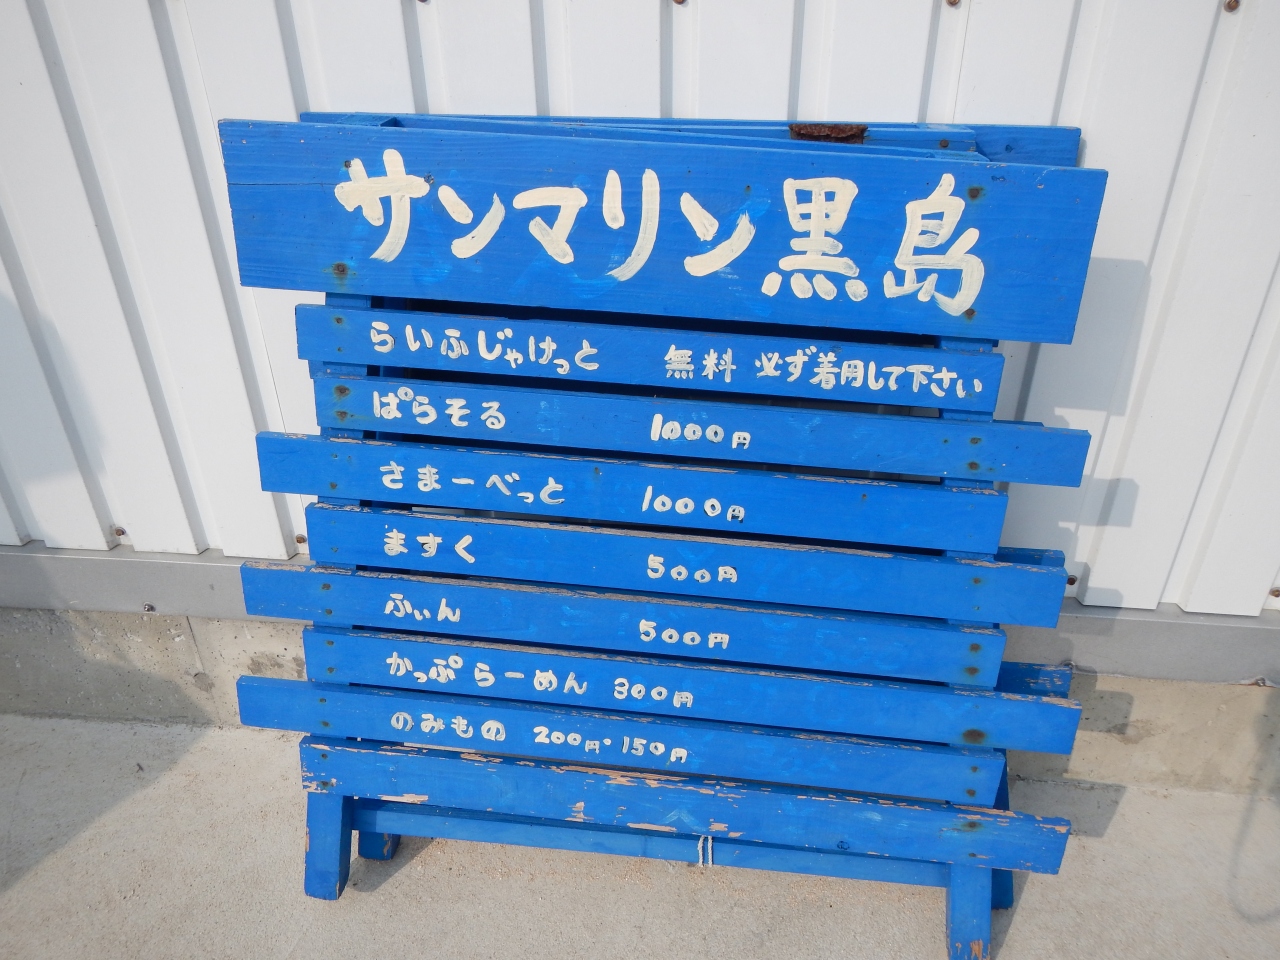 サンマリン黒島
らいふじゃけっと 無料 必ず着用して下さい
ぱらそる 1000円
さまーべっと 1000円
ますく 500円
ふぃん 500円
かっぷらーめん 300円
のみもの 200円・150円